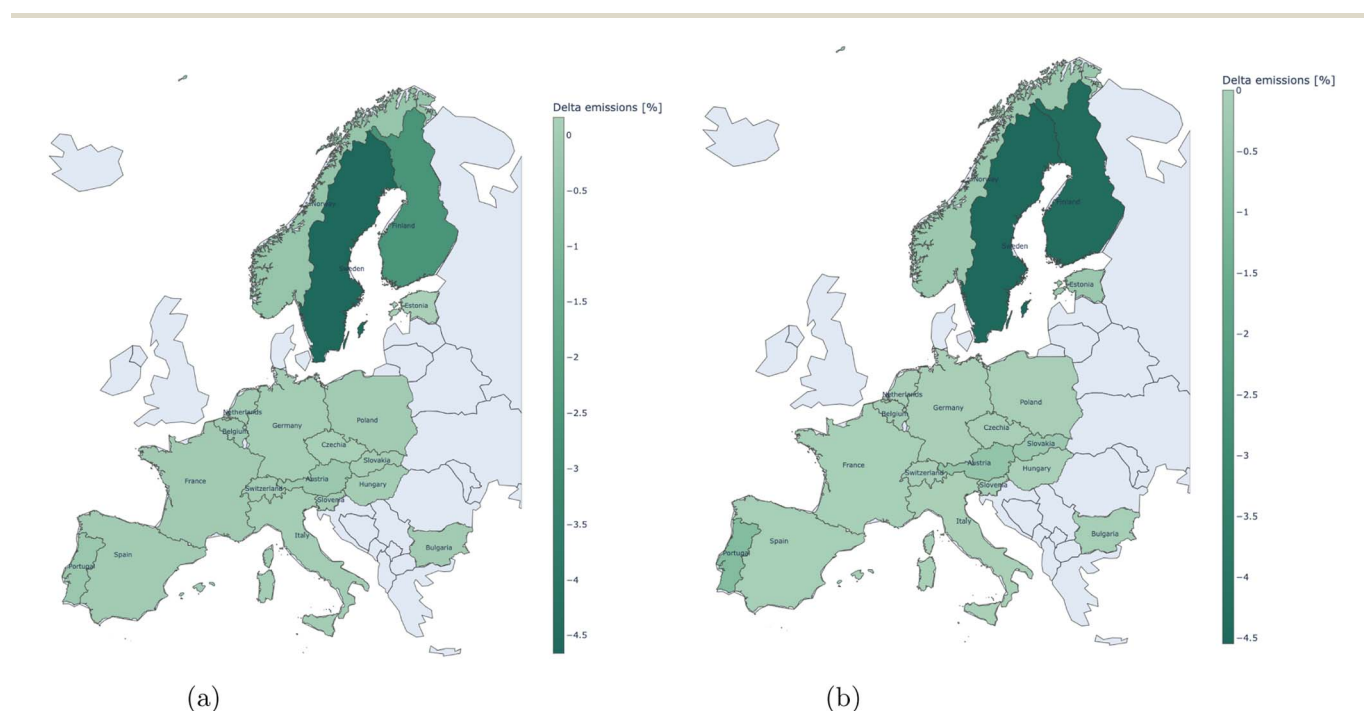 Delta emissions [%]
0
−0.5
−1
−1.5
−2
−2.5
−3
−3.5
−4
−4.5
Norway
Finland
Sweden
Estonia
Netherlands
Poland
Belgium
Germany
Czechia
Slovakia
France
Austria
Switzerland
Hungary
Slovenia
Italy
Spain
Bulgaria
Portugal
(a)
Delta emissions [%]
0
−0.5
−1
−1.5
−2
−2.5
−3
−3.5
−4
−4.5
Norway
Finland
Sweden
Estonia
Netherlands
Poland
Belgium
Germany
Czechia
Slovakia
France
Austria
Switzerland
Hungary
Slovenia
Italy
Spain
Bulgaria
Portugal
(b)